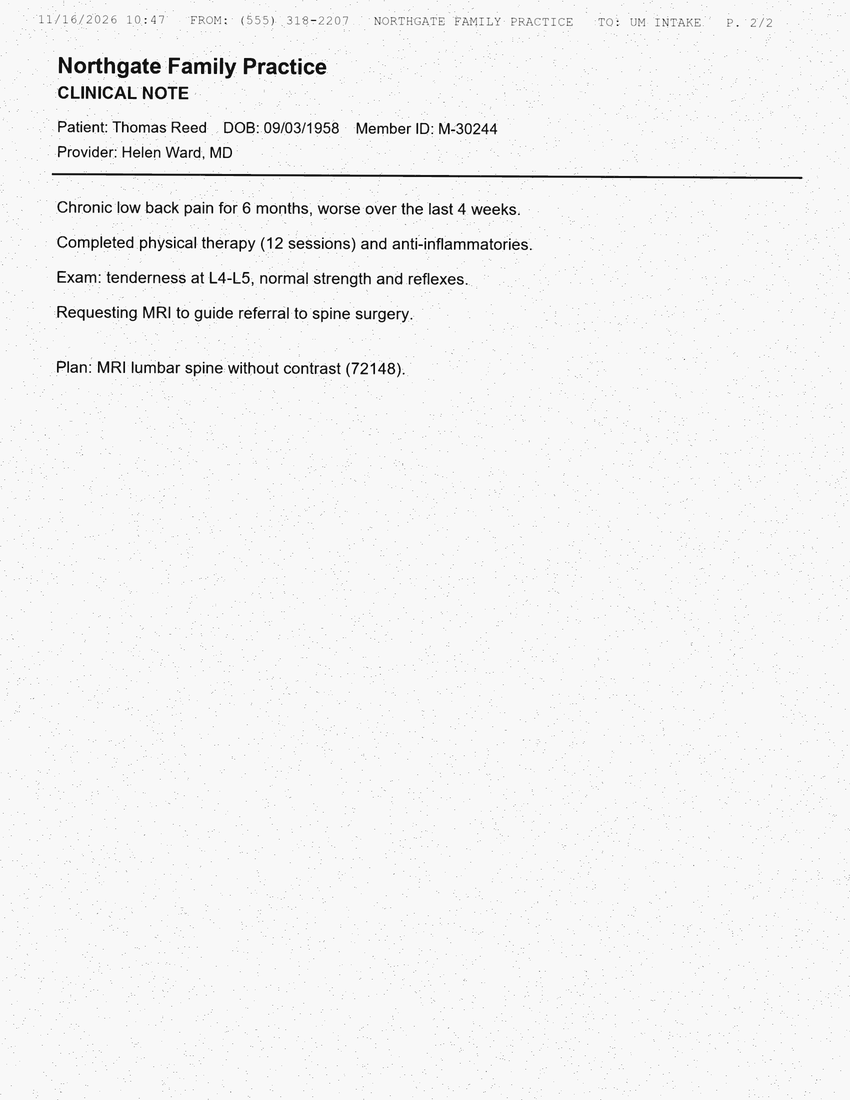 11/16/2026 10:47 FROM: (555) 318-2207 NORTHGATE FAMILY PRACTICE TO: UM INTAKE P. 2/2
Northgate Family Practice
CLINICAL NOTE
Patient: Thomas Reed DOB: 09/03/1958 Member ID: M-30244
Provider: Helen Ward, MD
Chronic low back pain for 6 months, worse over the last 4 weeks.
Completed physical therapy (12 sessions) and anti-inflammatories.
Exam: tenderness at L4-L5, normal strength and reflexes.
Requesting MRI to guide referral to spine surgery.
Plan: MRI lumbar spine without contrast (72148).